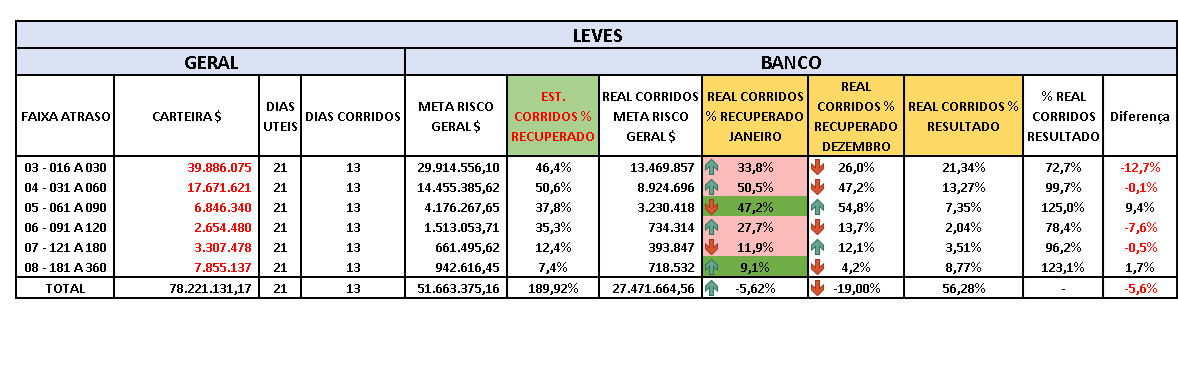 LEVES
GERAL BANCO
FAIXA ATRASO CARTEIRA $ DIAS UTEIS DIAS CORRIDOS META RISCO GERAL $ EST. CORRIDOS % RECUPERADO REAL CORRIDOS META RISCO GERAL $ REAL CORRIDOS % RECUPERADO JANEIRO REAL CORRIDOS % RECUPERADO DEZEMBRO REAL CORRIDOS % RESULTADO % REAL CORRIDOS RESULTADO Diferença
03 - 016 A 030 39.886.075 21 13 29.914.556,10 46,4% 13.469.857 33,8% 26,0% 21,34% 72,7% -12,7%
04 - 031 A 060 17.671.621 21 13 14.455.385,62 50,6% 8.924.696 50,5% 47,2% 13,27% 99,7% -0,1%
05 - 061 A 090 6.846.340 21 13 4.176.267,65 37,8% 3.230.418 47,2% 54,8% 7,35% 125,0% 9,4%
06 - 091 A 120 2.654.480 21 13 1.513.053,71 35,3% 734.314 27,7% 13,7% 2,04% 78,4% -7,6%
07 - 121 A 180 3.307.478 21 13 661.495,62 12,4% 393.847 11,9% 12,1% 3,51% 96,2% -0,5%
08 - 181 A 360 7.855.137 21 13 942.616,45 7,4% 718.532 9,1% 4,2% 8,77% 123,1% 1,7%
TOTAL 78.221.131,17 21 13 51.663.375,16 189,92% 27.471.664,56 -5,62% -19,00% 56,28% - -5,6%